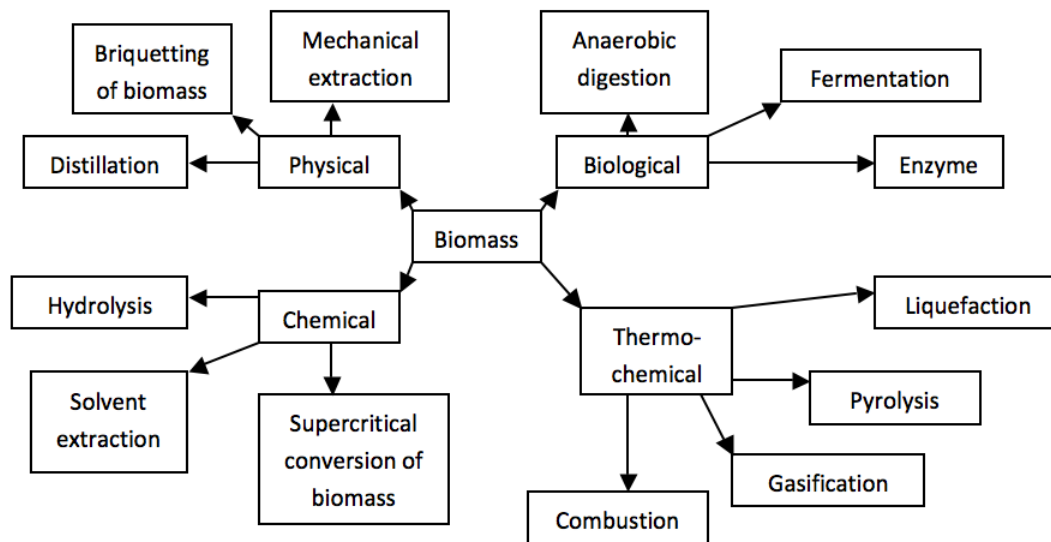 Briquetting
of biomass
Mechanical
extraction
Anaerobic
digestion
Fermentation
Distillation
Physical
Biological
Enzyme
Biomass
Hydrolysis
Chemical
Liquefaction
Thermo-
chemical
Solvent
extraction
Supercritical
conversion of
biomass
Pyrolysis
Gasification
Combustion